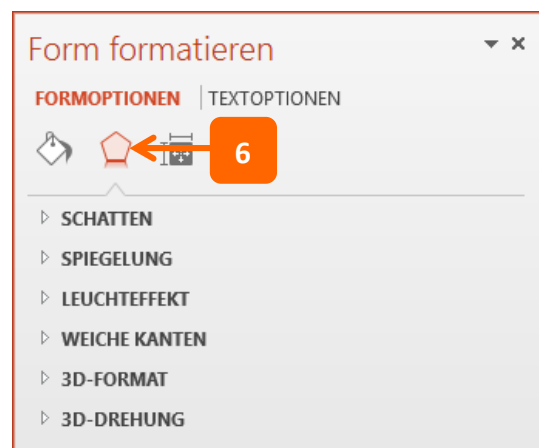 Form formatieren
FORMOPTIONEN | TEXTOPTIONEN
6
SCHATTEN
SPIEGELUNG
LEUCHTEFFEKT
WEICHE KANTEN
3D-FORMAT
3D-DREHUNG